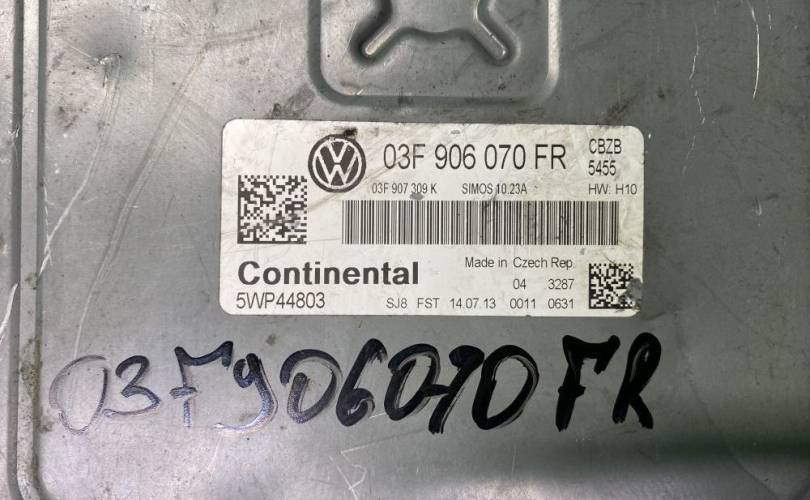 03F 906 070 FR
CBZB
5455
03F 907 309 K SIMOS 10.23A HW: H10
Continental
Made in Czech Rep.
04 3287
5WP44803 SJ8 FST 14.07.13 0011 0631
03F906070FR